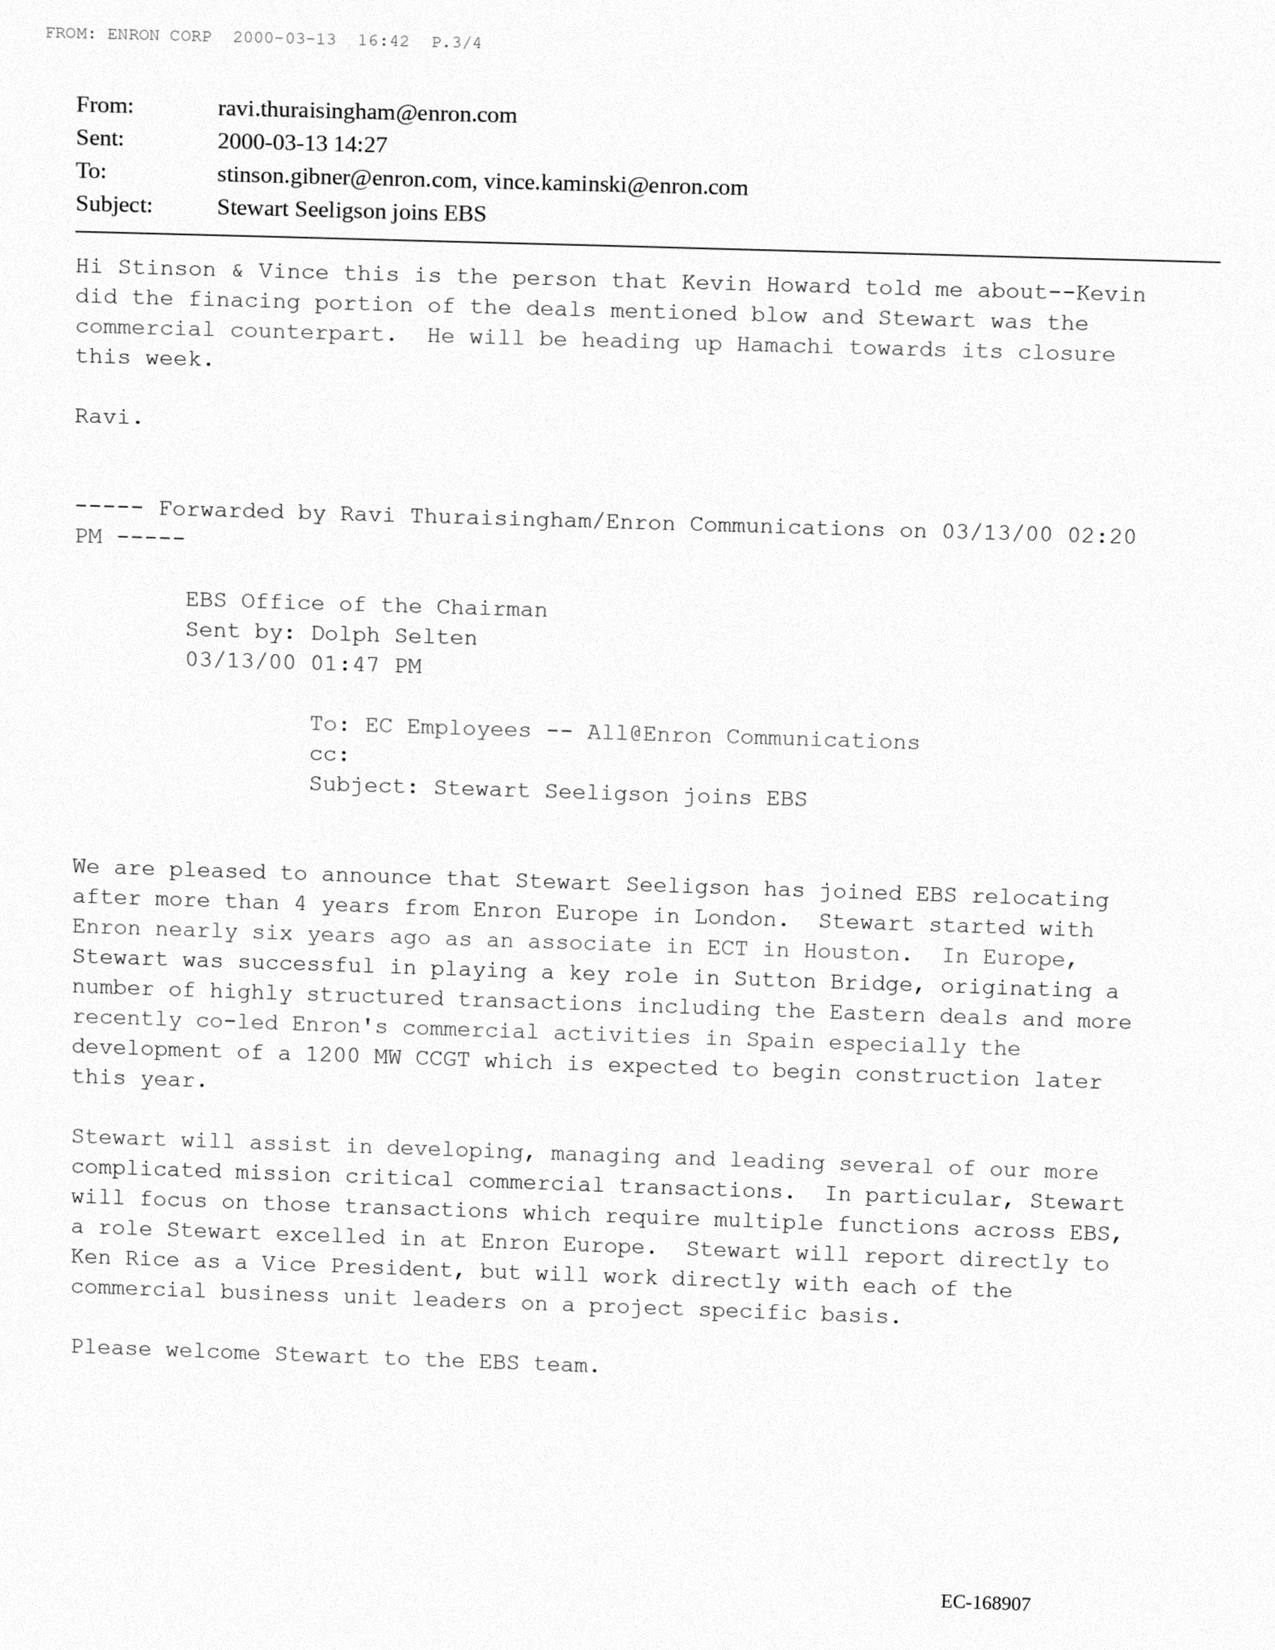 FROM: ENRON CORP  2000-03-13  16:42  P.3/4
From: ravi.thuraisingham@enron.com
Sent: 2000-03-13 14:27
To: stinson.gibner@enron.com, vince.kaminski@enron.com
Subject: Stewart Seeligson joins EBS
Hi Stinson & Vince this is the person that Kevin Howard told me about--Kevin
did the finacing portion of the deals mentioned blow and Stewart was the
commercial counterpart.  He will be heading up Hamachi towards its closure
this week.
Ravi.
----- Forwarded by Ravi Thuraisingham/Enron Communications on 03/13/00 02:20
PM -----
EBS Office of the Chairman
Sent by: Dolph Selten
03/13/00 01:47 PM
To: EC Employees -- All@Enron Communications
cc:
Subject: Stewart Seeligson joins EBS
We are pleased to announce that Stewart Seeligson has joined EBS relocating
after more than 4 years from Enron Europe in London.  Stewart started with
Enron nearly six years ago as an associate in ECT in Houston.  In Europe,
Stewart was successful in playing a key role in Sutton Bridge, originating a
number of highly structured transactions including the Eastern deals and more
recently co-led Enron's commercial activities in Spain especially the
development of a 1200 MW CCGT which is expected to begin construction later
this year.
Stewart will assist in developing, managing and leading several of our more
complicated mission critical commercial transactions.  In particular, Stewart
will focus on those transactions which require multiple functions across EBS,
a role Stewart excelled in at Enron Europe.  Stewart will report directly to
Ken Rice as a Vice President, but will work directly with each of the
commercial business unit leaders on a project specific basis.
Please welcome Stewart to the EBS team.
EC-168907